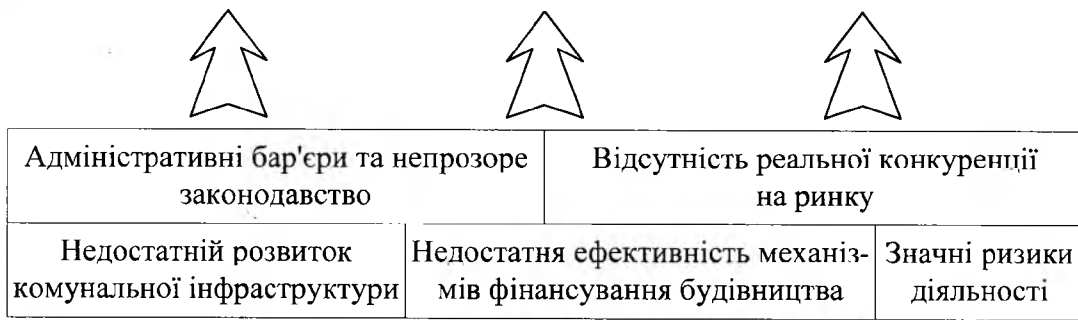 Адміністративні бар'єри та непрозоре
законодавство
Відсутність реальної конкуренції
на ринку
Недостатній розвиток
комунальної інфраструктури
Недостатня ефективність механіз-
мів фінансування будівництва
Значні ризики
діяльності